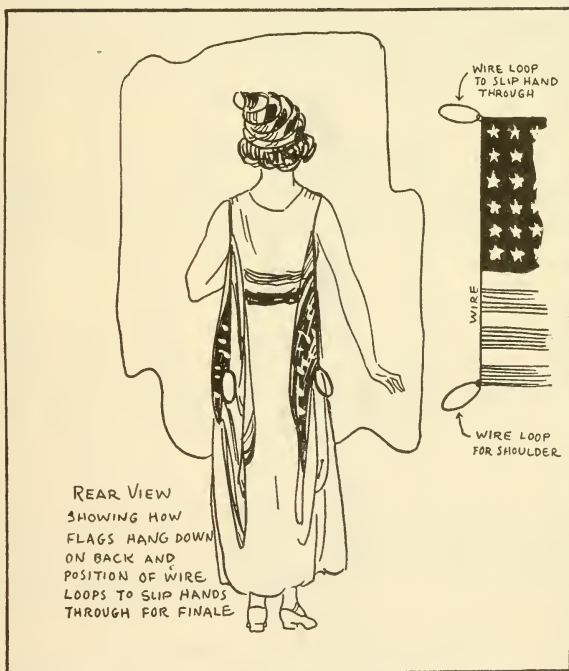 WIRE LOOP
TO SLIP HAND
THROUGH
WIRE
WIRE LOOP
FOR SHOULDER
REAR VIEW
SHOWING HOW
FLAGS HANG DOWN
ON BACK AND
POSITION OF WIRE
LOOPS TO SLIP HANDS
THROUGH FOR FINALE